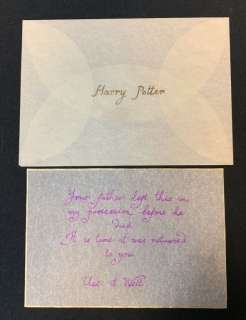 Harry Potter
Your father left this in
my possession before he
died
It is time it was returned
to you
Use it Well